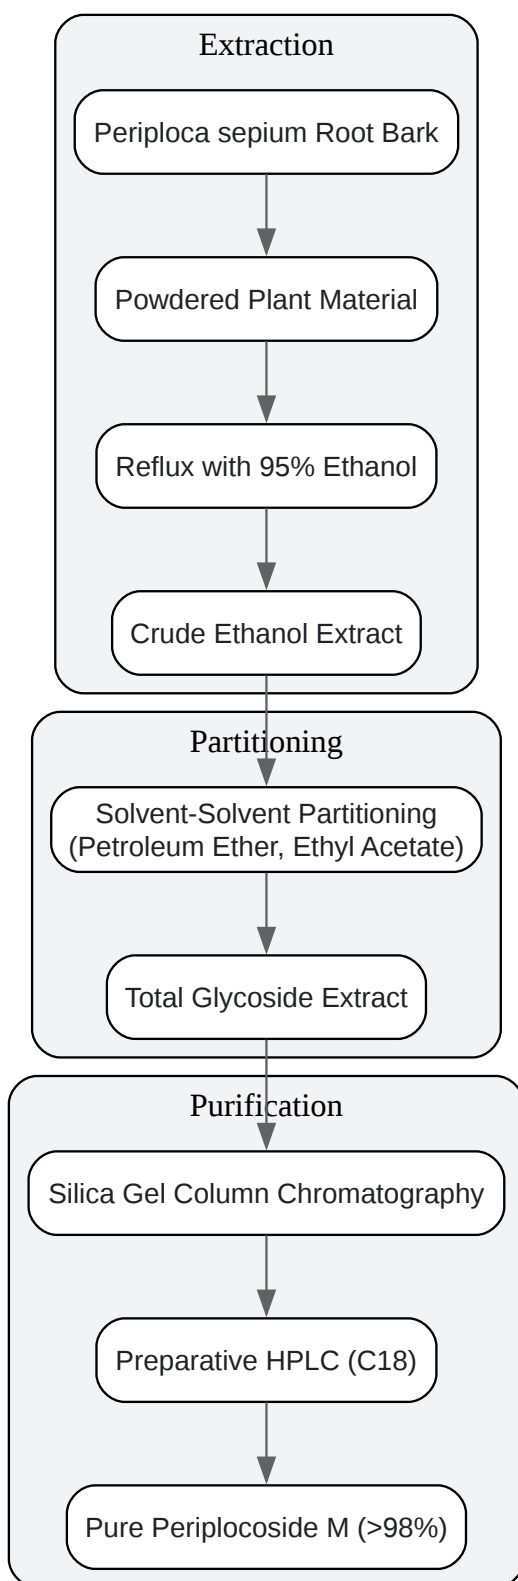 Extraction
Periploca sepium Root Bark
Powdered Plant Material
Reflux with 95% Ethanol
Crude Ethanol Extract
Partitioning
Solvent-Solvent Partitioning
(Petroleum Ether, Ethyl Acetate)
Total Glycoside Extract
Purification
Silica Gel Column Chromatography
Preparative HPLC (C18)
Pure Periplocoside M (>98%)